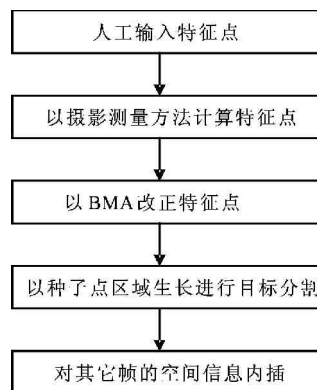 人工输入特征点
以摄影测量方法计算特征点
以BMA改正特征点
以种了点区域生长进行目标分割
对其它帧的空间信息内插